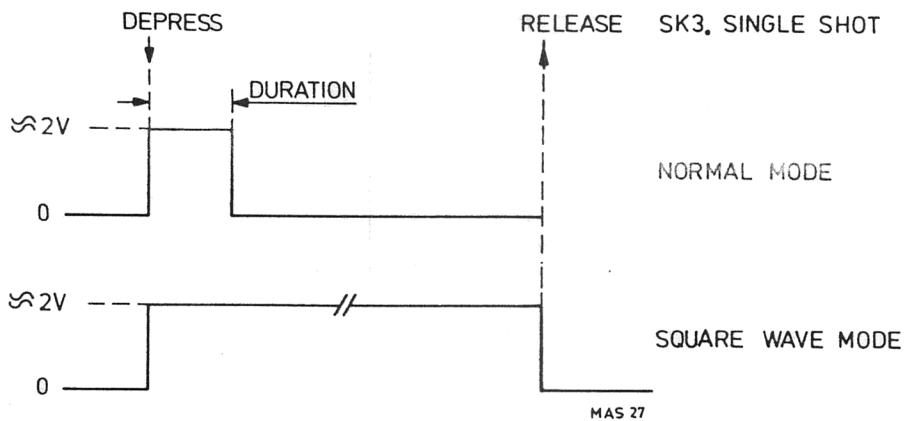 DEPRESS RELEASE SK3. SINGLE SHOT
DURATION
≈2V
NORMAL MODE
0
≈2V
SQUARE WAVE MODE
0
MAS 27